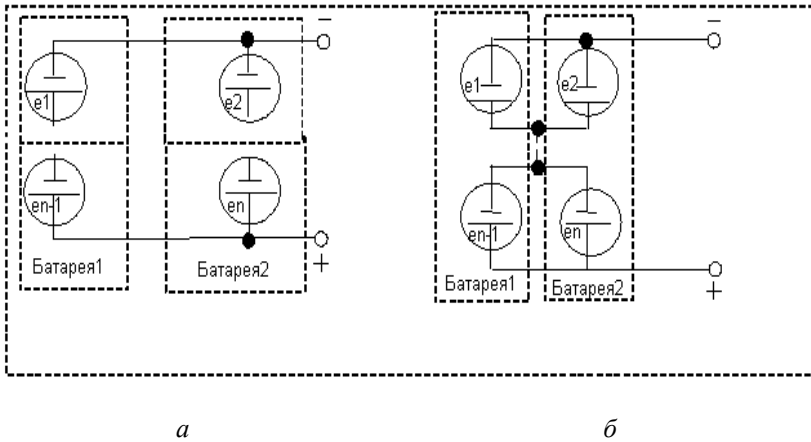 − −
e1 e2 e1 e2
en-1 en en-1 en
+ +
Батарея1 Батарея2 Батарея1 Батарея2
а б